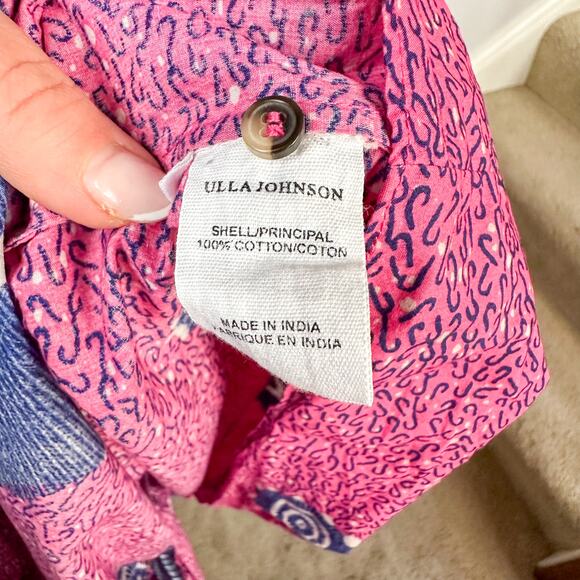 ULLA JOHNSON
SHELL/PRINCIPAL
100% COTTON/COTON
MADE IN INDIA
FABRIQUE EN INDIA